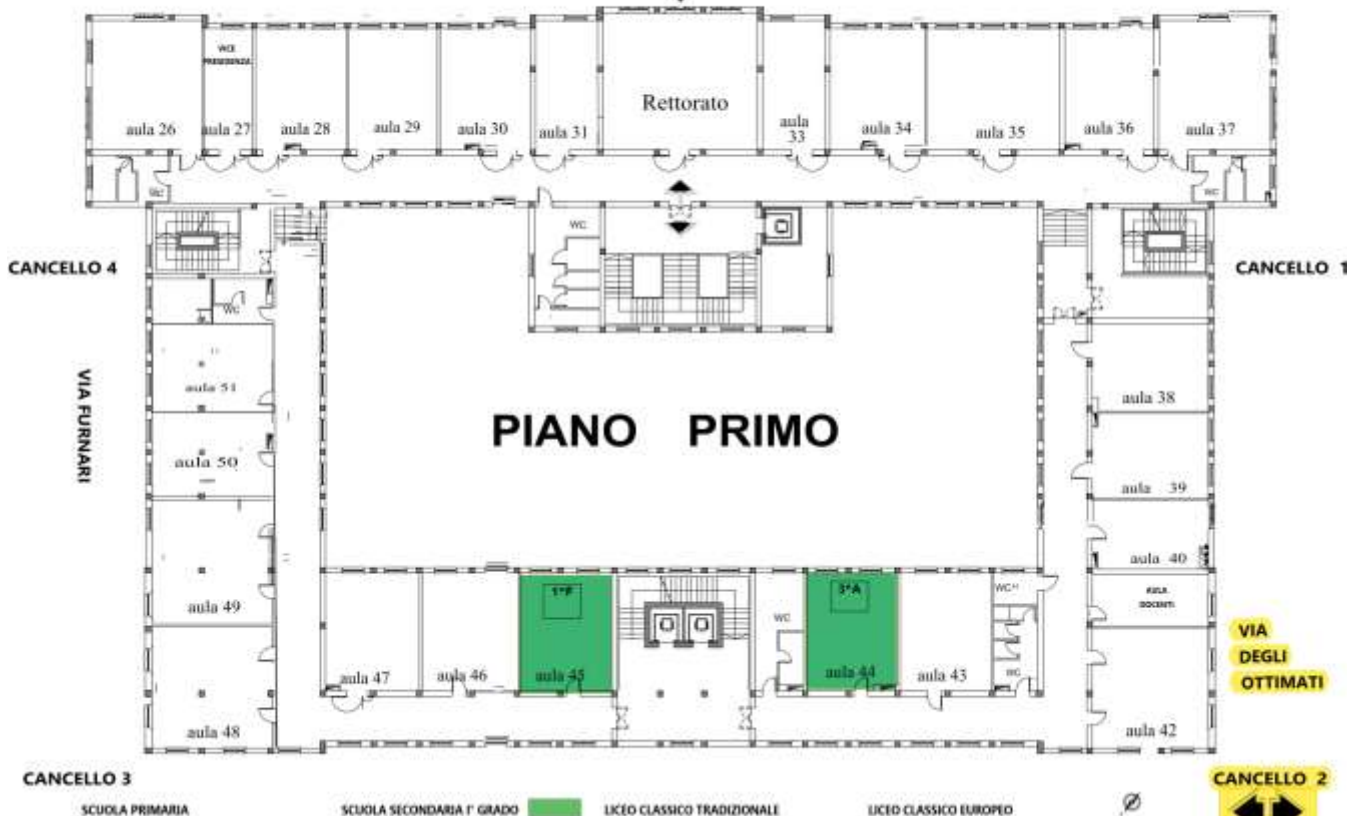 VICE
PRESIDENZA
Rettorato
aula 26
aula 27
aula 28
aula 29
aula 30
aula 31
aula
33
aula 34
aula 35
aula 36
aula 37
WC
WC
WC
CANCELLO 4
CANCELLO 1
WC
VIA FURNARI
aula 51
aula 38
PIANO PRIMO
aula 50
aula 39
aula 40
1°F
3°A
WC
AULA
DOCENTI
aula 49
WC
VIA
DEGLI
OTTIMATI
aula 47
aula 46
aula 45
aula 44
aula 43
WC
aula 48
aula 42
CANCELLO 3
CANCELLO 2
SCUOLA PRIMARIA
SCUOLA SECONDARIA I° GRADO
LICEO CLASSICO TRADIZIONALE
LICEO CLASSICO EUROPEO